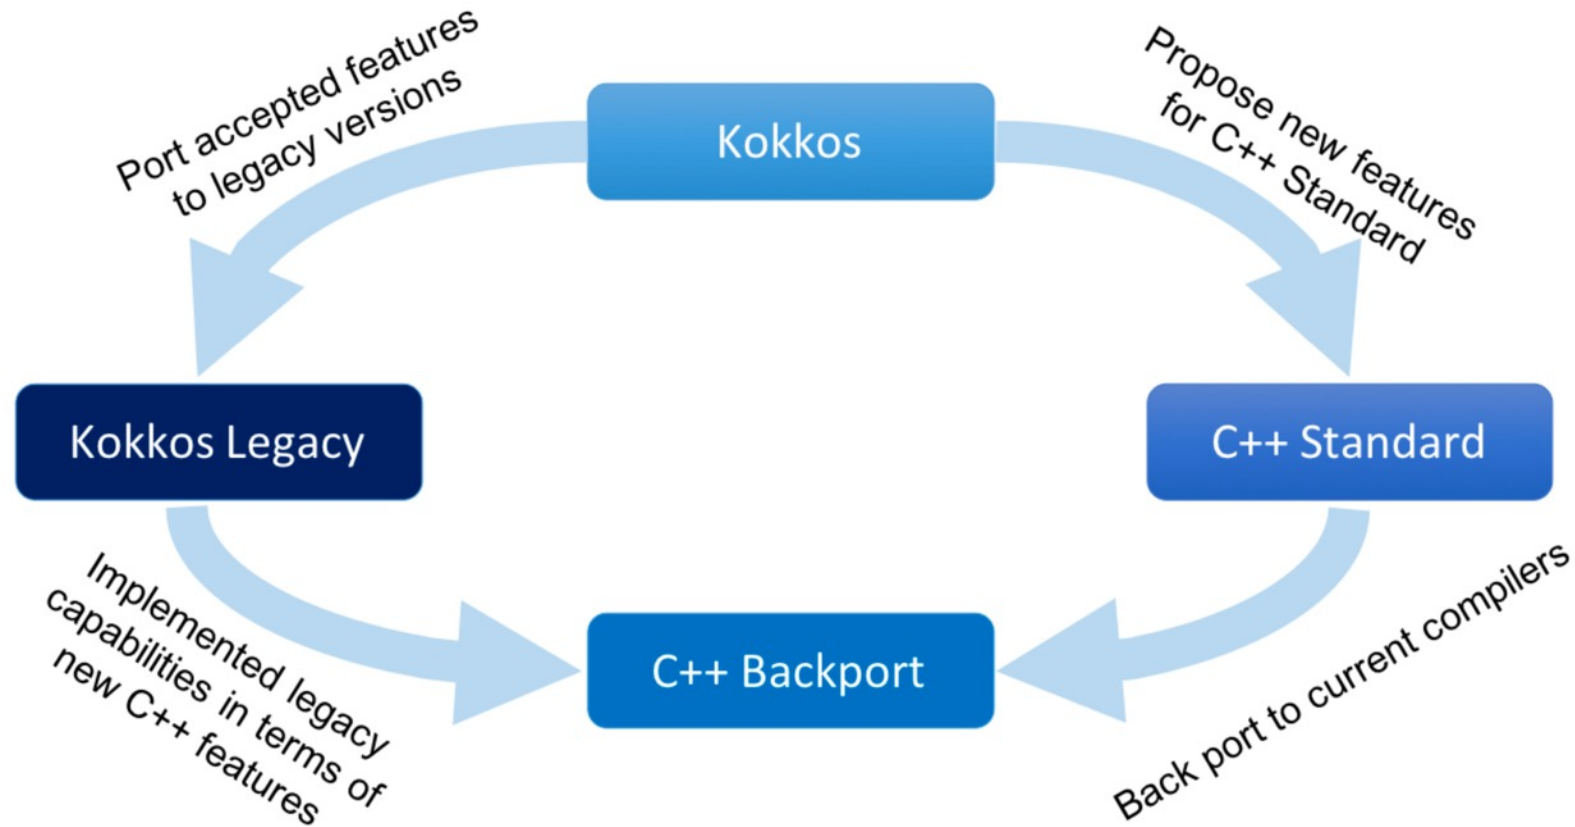 Port accepted features
to legacy versions
Kokkos
Propose new features
for C++ Standard
Kokkos Legacy
C++ Standard
Implemented legacy
capabilities in terms of
new C++ features
C++ Backport
Back port to current compilers